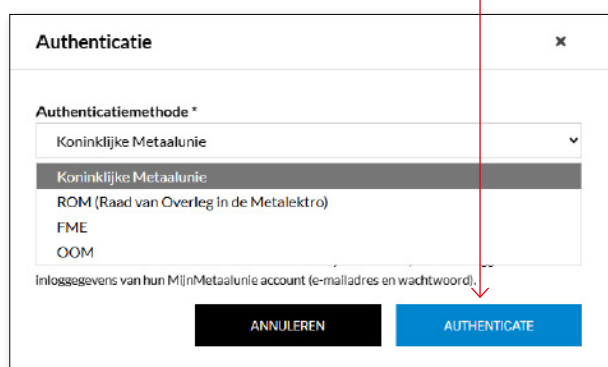 Authenticatie
×
Authenticatiemethode *
Koninklijke Metaalunie
Koninklijke Metaalunie
ROM (Raad van Overleg in de Metalektro)
FME
OOM
inloggegevens van hun MijnMetaalunie account (e-mailadres en wachtwoord).
ANNULEREN
AUTHENTICATE